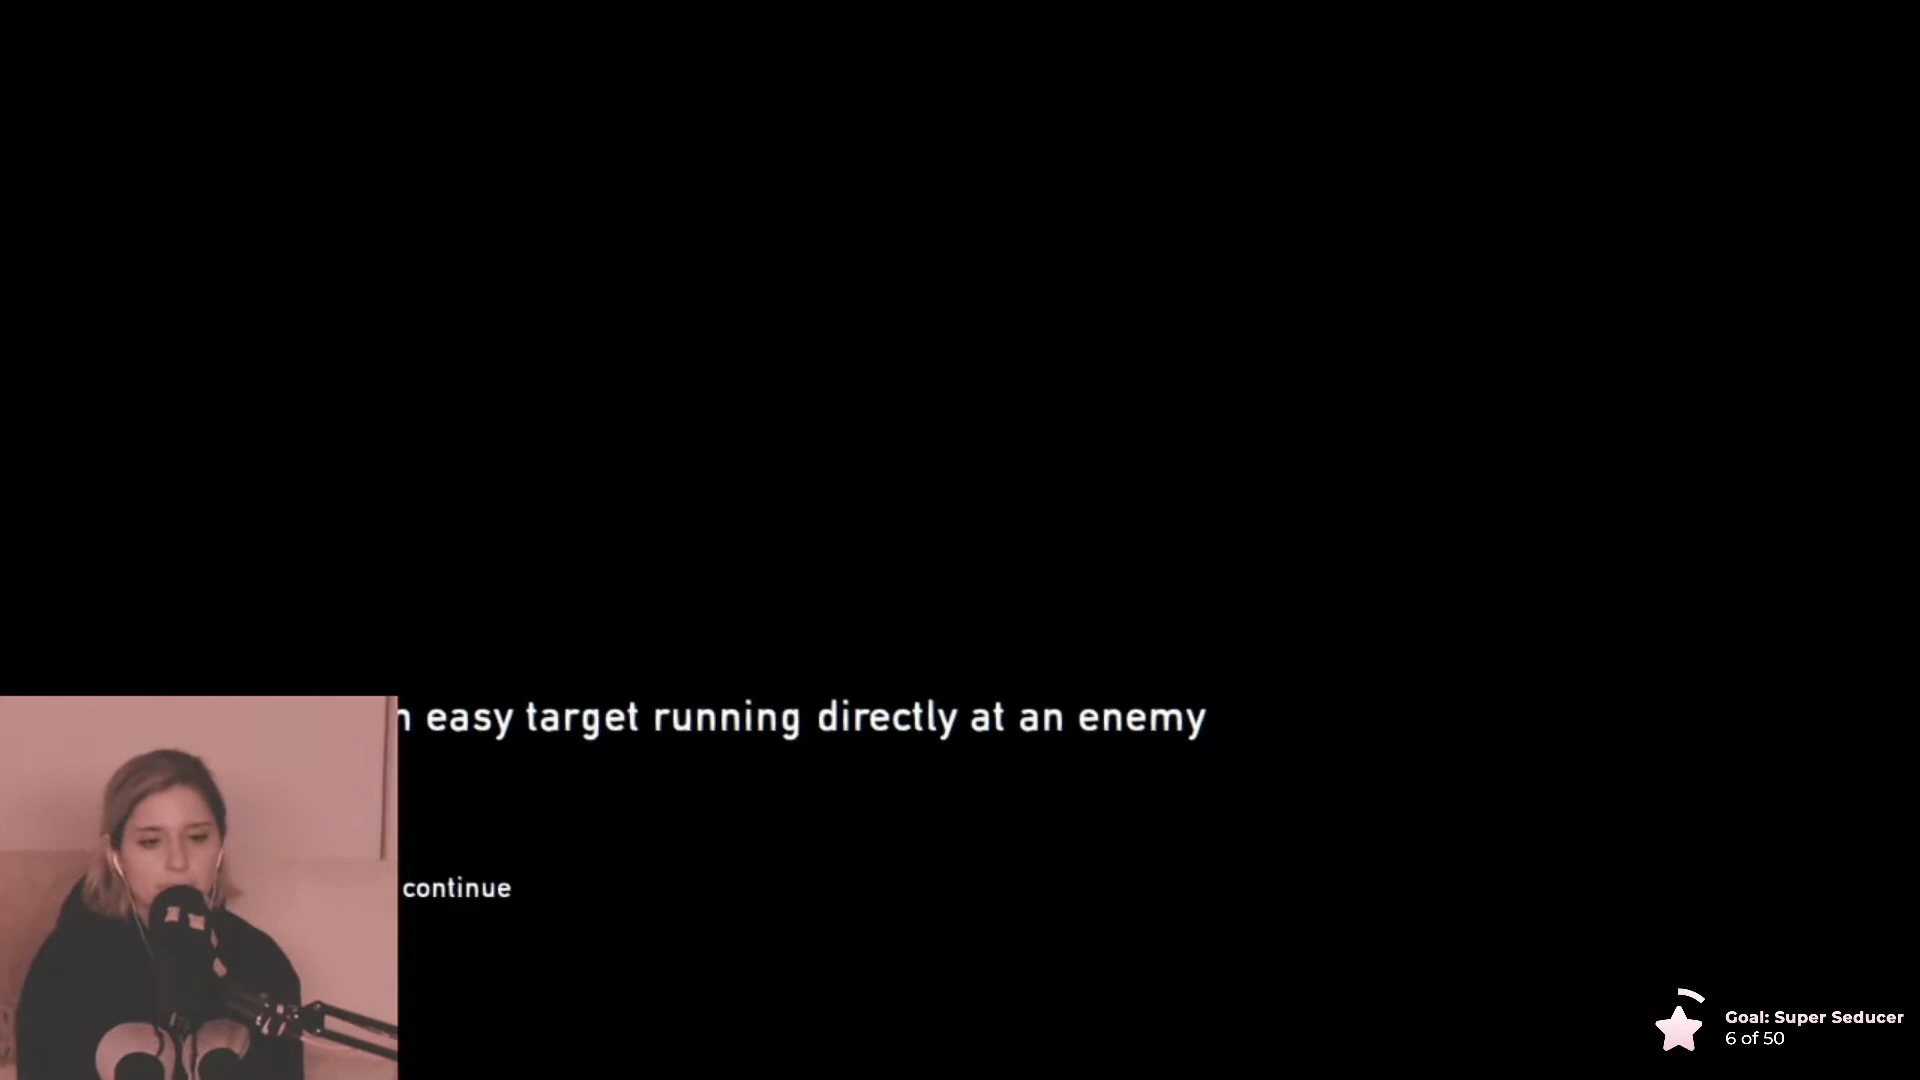 easy target running directly at an enemy
continue
Goal: Super Seducer
6 of 50